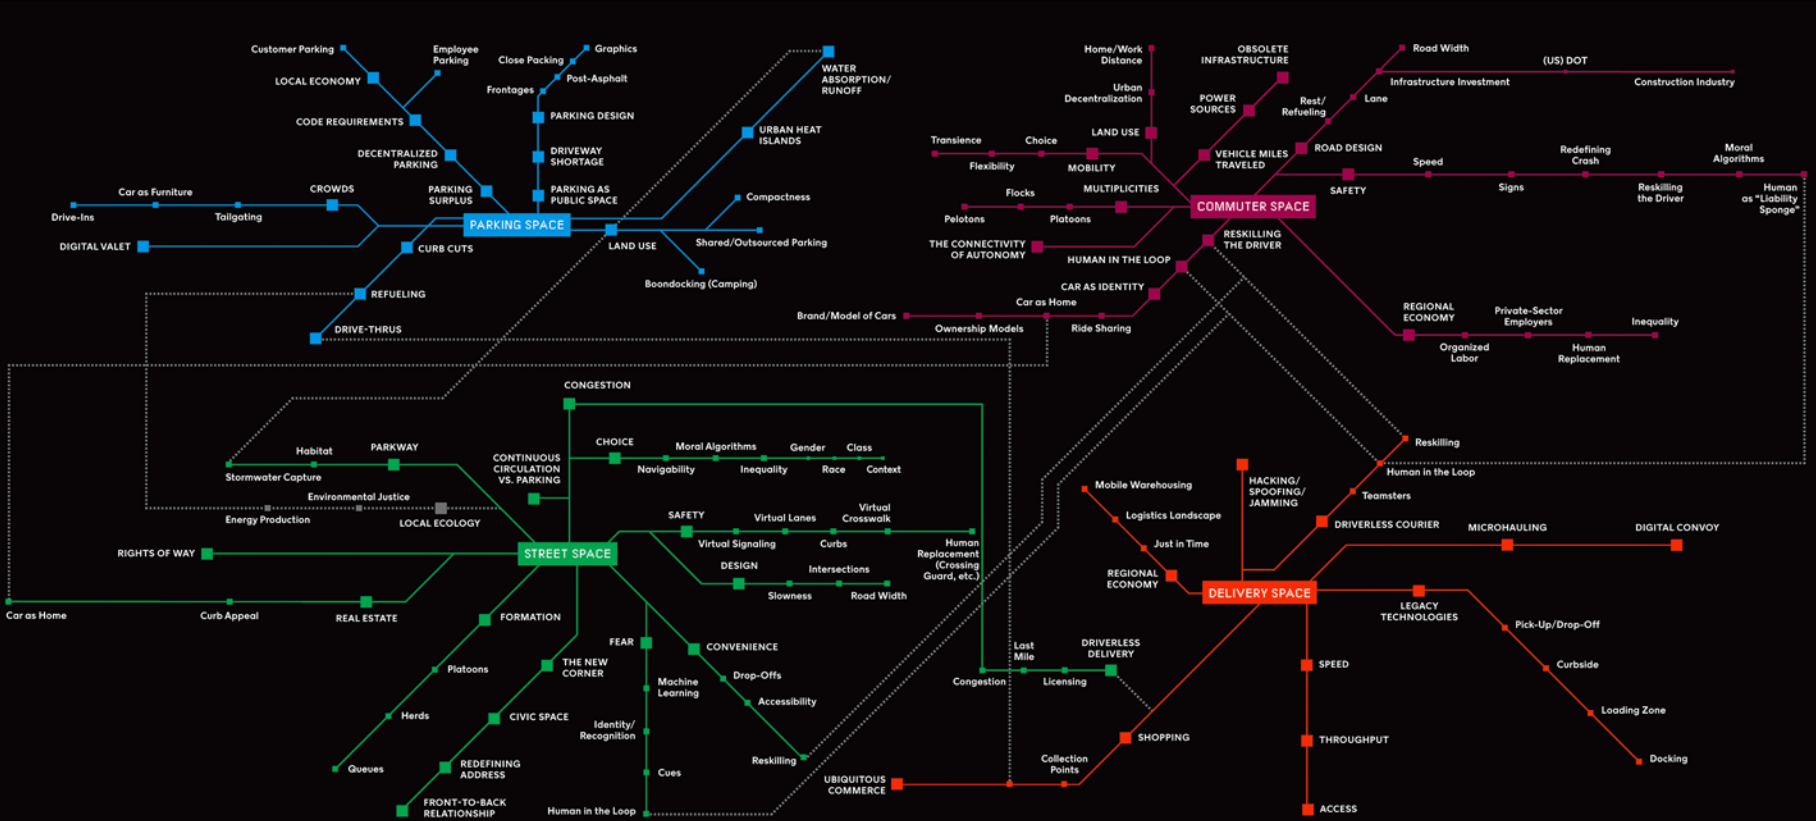 Customer Parking
LOCAL ECONOMY
Employee
Parking
CODE REQUIREMENTS
DECENTRALIZED
PARKING
PARKING
SURPLUS
Graphics
Close Packing
Post-Asphalt
Frontages
PARKING DESIGN
DRIVEWAY
SHORTAGE
PARKING AS
PUBLIC SPACE
WATER
ABSORPTION/
RUNOFF
URBAN HEAT
ISLANDS
Car as Furniture
CROWDS
Drive-Ins
Tailgating
DIGITAL VALET
PARKING SPACE
CURB CUTS
REFUELING
DRIVE-THRUS
LAND USE
Compactness
Shared/Outsourced Parking
Boondocking (Camping)
Home/Work
Distance
Urban
Decentralization
LAND USE
OBSOLETE
INFRASTRUCTURE
POWER
SOURCES
VEHICLE MILES
TRAVELED
Road Width
(US) DOT
Infrastructure Investment
Construction Industry
Lane
Rest/
Refueling
ROAD DESIGN
Transience
Choice
Flexibility
MOBILITY
MULTIPLICITIES
Flocks
Pelotons
Platoons
THE CONNECTIVITY
OF AUTONOMY
COMMUTER SPACE
SAFETY
Speed
Signs
Redefining
Crash
Reskilling
the Driver
Moral
Algorithms
Human
as "Liability
Sponge"
RESKILLING
THE DRIVER
HUMAN IN THE LOOP
CAR AS IDENTITY
Car as Home
Brand/Model of Cars
Ownership Models
Ride Sharing
REGIONAL
ECONOMY
Organized
Labor
Private-Sector
Employers
Human
Replacement
Inequality
CONGESTION
CONTINUOUS
CIRCULATION
VS. PARKING
CHOICE
Navigability
Moral Algorithms
Inequality
Gender
Race
Class
Context
Habitat
PARKWAY
Stormwater Capture
Environmental Justice
Energy Production
LOCAL ECOLOGY
RIGHTS OF WAY
STREET SPACE
SAFETY
Virtual Signaling
Virtual Lanes
Curbs
Virtual
Crosswalk
Human
Replacement
(Crossing
Guard, etc.)
DESIGN
Slowness
Intersections
Road Width
Car as Home
Curb Appeal
REAL ESTATE
FORMATION
Platoons
Herds
Queues
THE NEW
CORNER
CIVIC SPACE
REDEFINING
ADDRESS
FRONT-TO-BACK
RELATIONSHIP
FEAR
Machine
Learning
Identity/
Recognition
Cues
Human in the Loop
CONVENIENCE
Drop-Offs
Accessibility
Reskilling
Congestion
Last
Mile
Licensing
DRIVERLESS
DELIVERY
Mobile Warehousing
Logistics Landscape
Just in Time
REGIONAL
ECONOMY
HACKING/
SPOOFING/
JAMMING
Reskilling
Human in the Loop
Teamsters
DRIVERLESS COURIER
MICROHAULING
DIGITAL CONVOY
DELIVERY SPACE
LEGACY
TECHNOLOGIES
Pick-Up/Drop-Off
Curbside
Loading Zone
Docking
SPEED
THROUGHPUT
ACCESS
SHOPPING
Collection
Points
UBIQUITOUS
COMMERCE